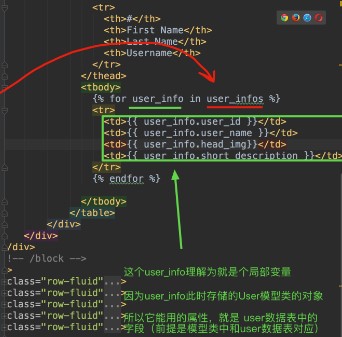 <tr>
<th>#</th>
<th>First Name</th>
<th>Last Name</th>
<th>Username</th>
</tr>
</thead>
<tbody>
{% for user_info in user_infos %}
<tr>
<td>{{ user_info.user_id }}</td>
<td>{{ user_info.user_name }}</td>
<td>{{ user_info.head_img}}</td>
<td>{{ user_info.short_description }}</td>
</tr>
{% endfor %}
</tbody>
</table>
</div>
</div>
/div>
!-- /block -->
>
这个user_info理解为就是个局部变量
class="row-fluid"...>
class="row-fluid"...>
因为user_info此时存储的User模型类的对象
class="row-fluid"...>
所以它能用的属性，就是 user数据表中的
class="row-fluid"...>
字段（前提是模型类中和user数据表对应）
class="row-fluid"...>